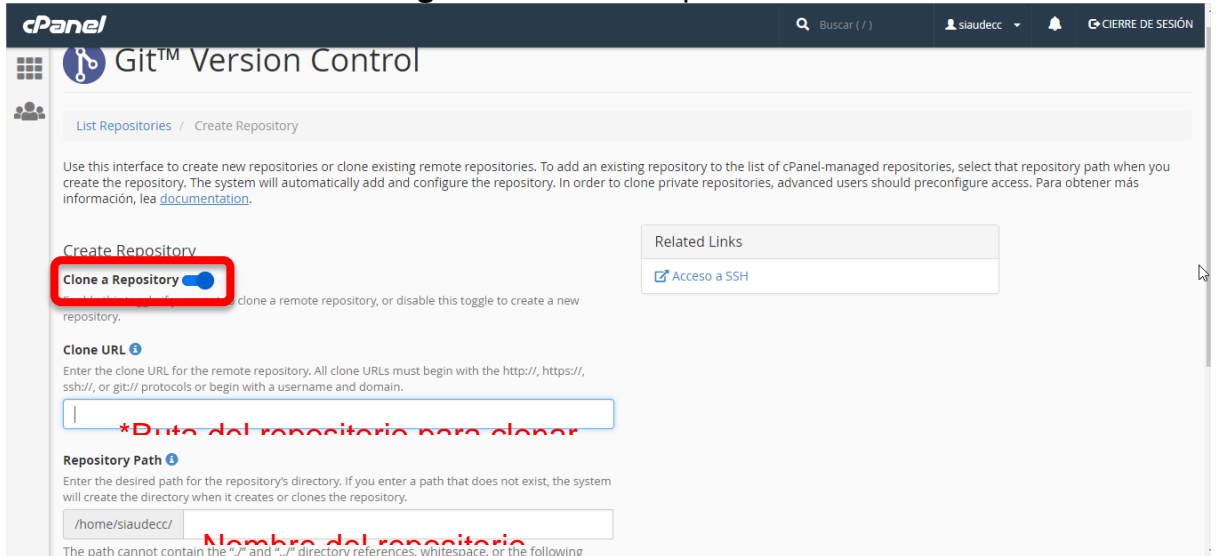 cPanel
Buscar ( / )
siaudecc
CIERRE DE SESIÓN
Git™ Version Control
List Repositories / Create Repository
Use this interface to create new repositories or clone existing remote repositories. To add an existing repository to the list of cPanel-managed repositories, select that repository path when you
create the repository. The system will automatically add and configure the repository. In order to clone private repositories, advanced users should preconfigure access. Para obtener más
información, lea documentation.
Create Repository
Related Links
Clone a Repository
Acceso a SSH
clone a remote repository, or disable this toggle to create a new
repository.
Clone URL
Enter the clone URL for the remote repository. All clone URLs must begin with the http://, https://,
ssh://, or git:// protocols or begin with a username and domain.
*Ruta del repositorio para clonar
Repository Path
Enter the desired path for the repository's directory. If you enter a path that does not exist, the system
will create the directory when it creates or clones the repository.
/home/siaudecc/
Nombre del repositorio
The path cannot contain the "./" and "../" directory references, whitespace, or the following